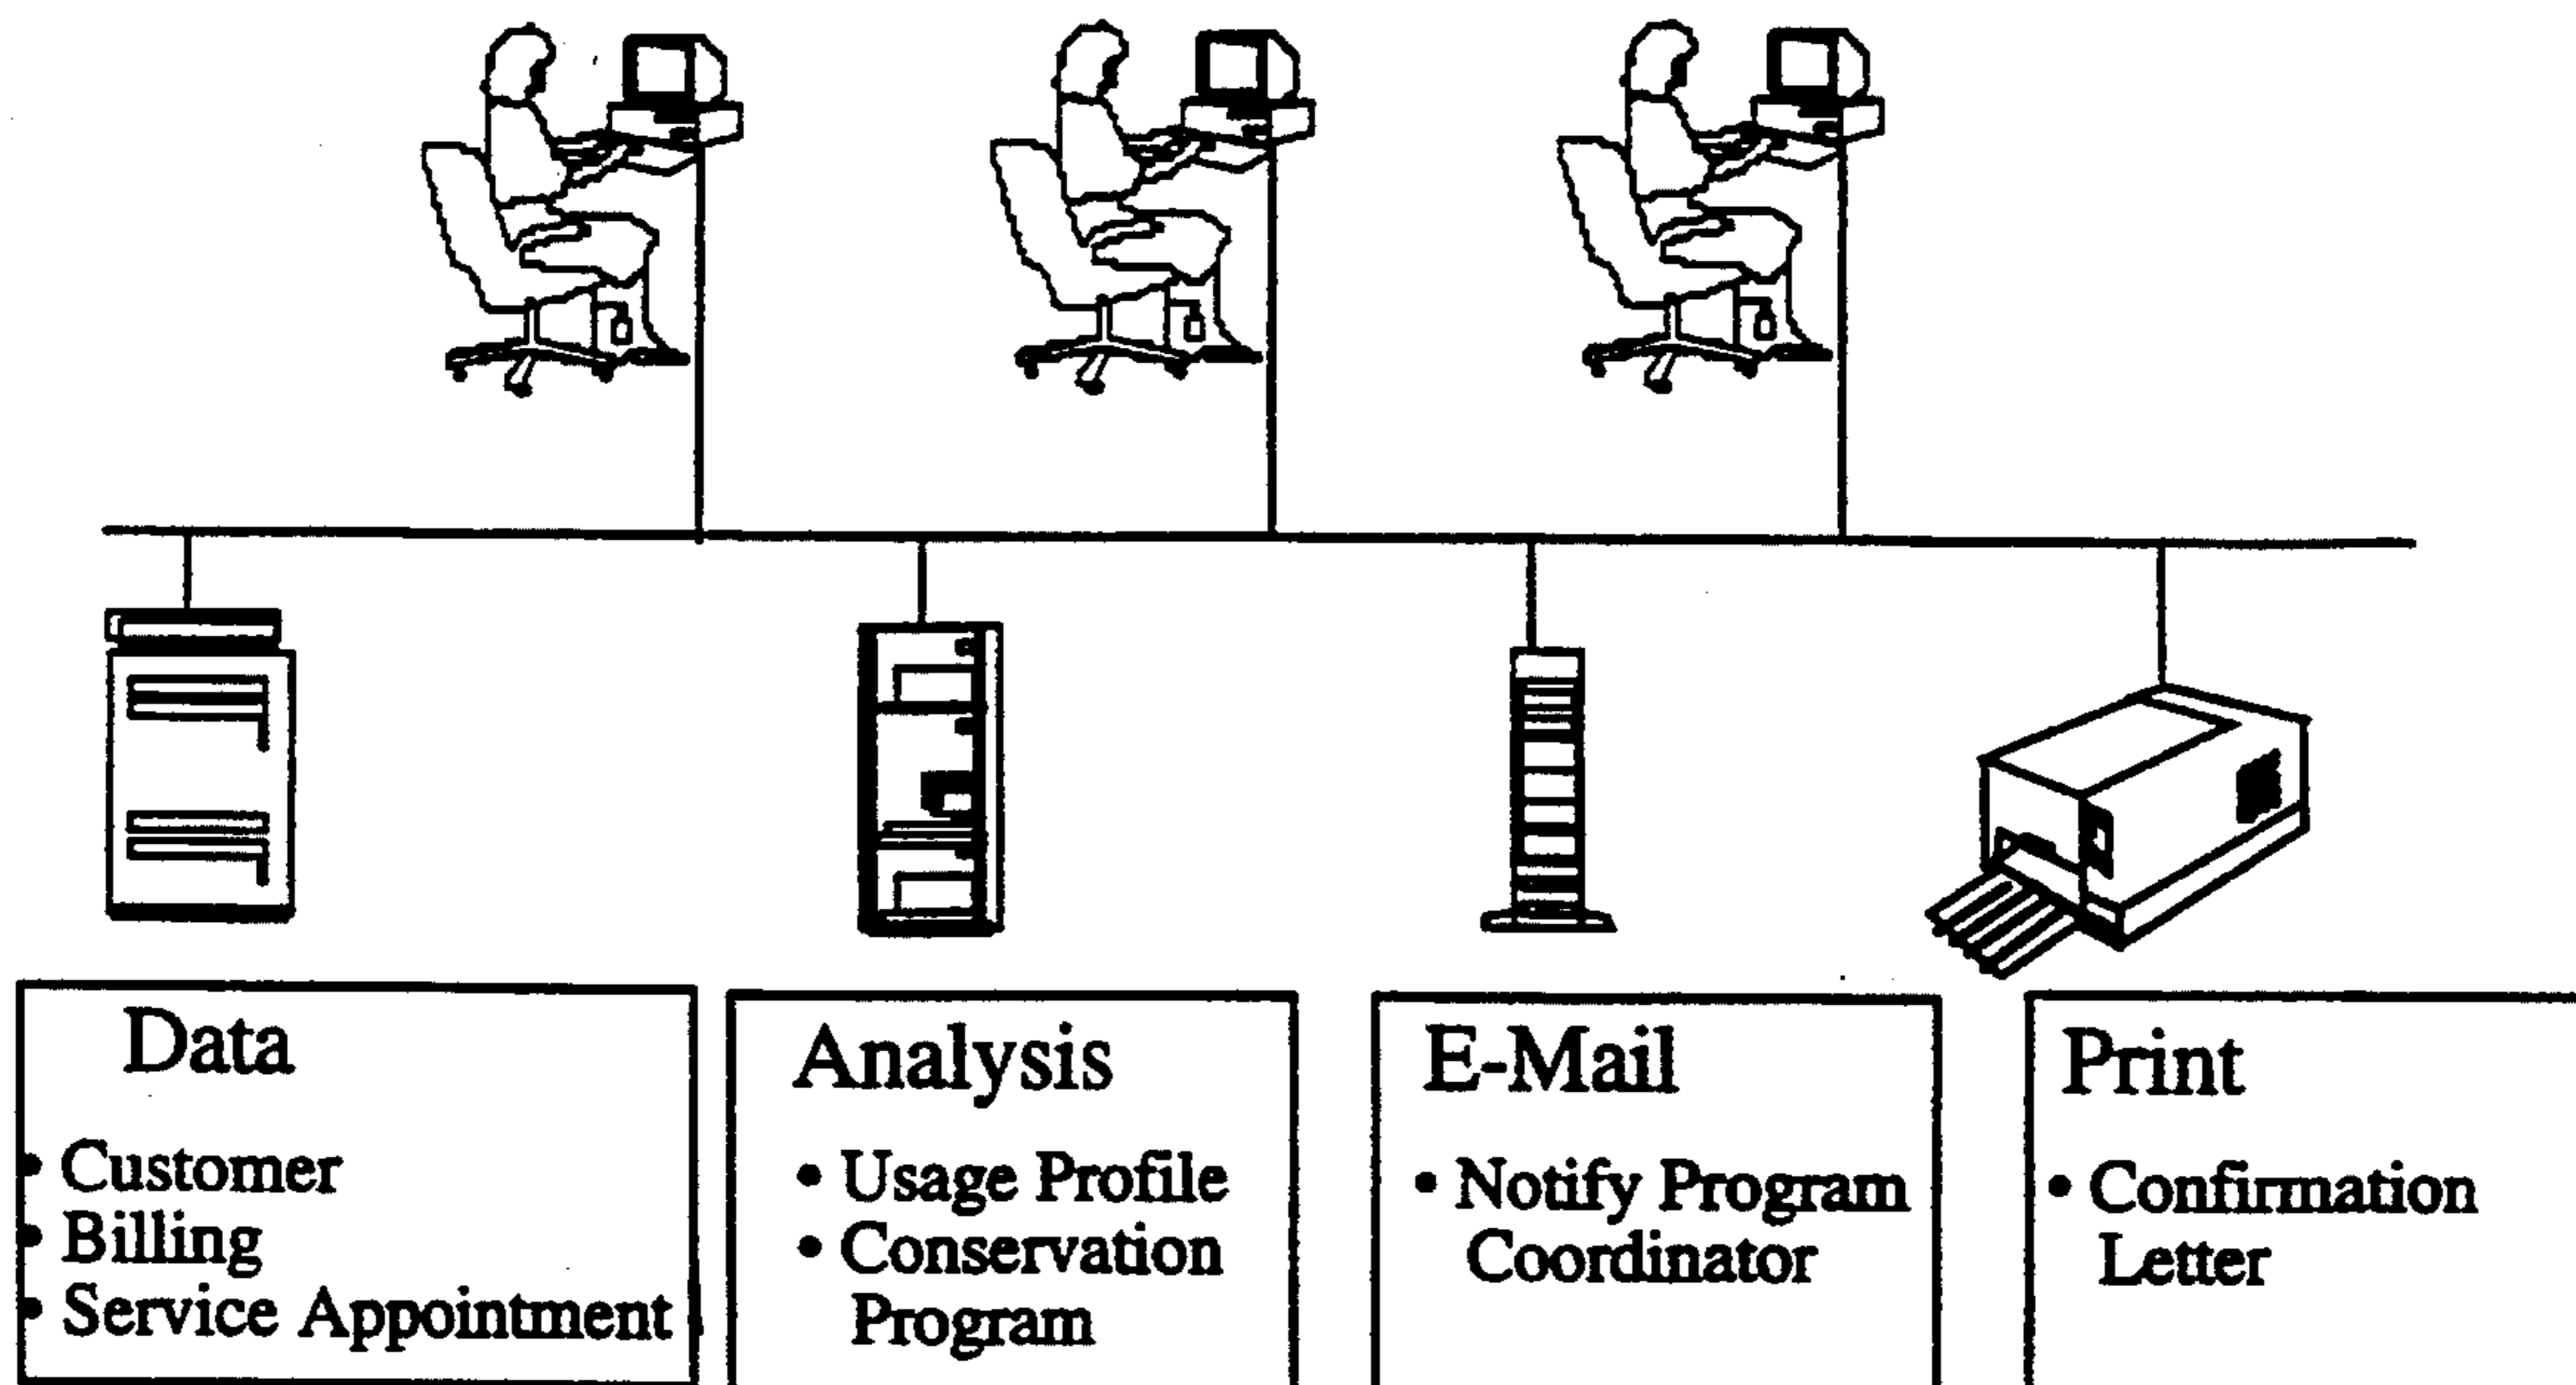 Data
• Customer
• Billing
• Service Appointment
Analysis
• Usage Profile
• Conservation
Program
E-Mail
• Notify Program
Coordinator
Print
• Confirmation
Letter